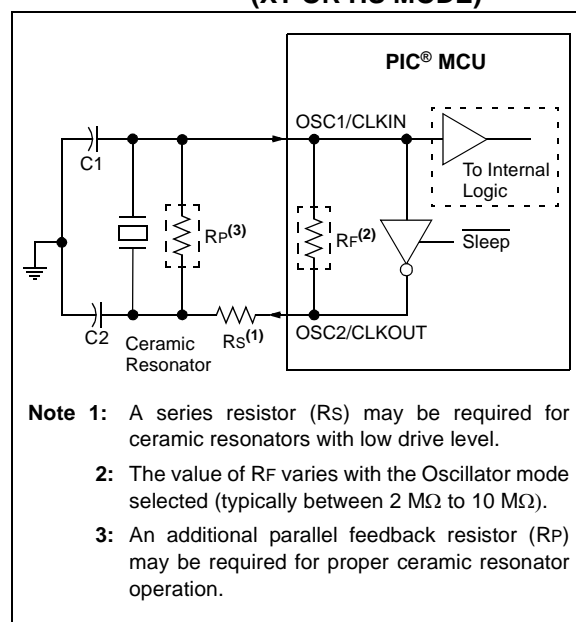 (XT OR HS MODE)
PIC® MCU
OSC1/CLKIN
C1
To Internal
Logic
RP(3)
RF(2)
Sleep
C2
Ceramic
Resonator
RS(1)
OSC2/CLKOUT
Note 1: A series resistor (RS) may be required for
ceramic resonators with low drive level.
2: The value of RF varies with the Oscillator mode
selected (typically between 2 MΩ to 10 MΩ).
3: An additional parallel feedback resistor (RP)
may be required for proper ceramic resonator
operation.